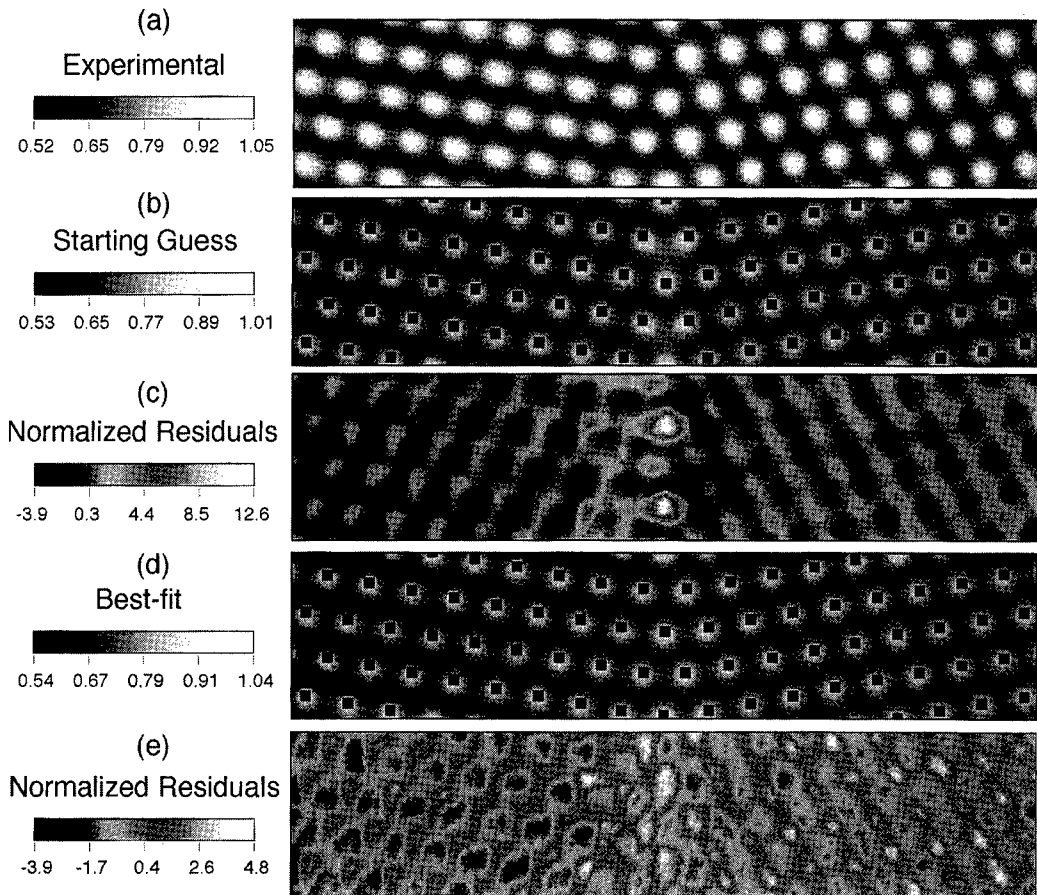 (a)
Experimental
0.52 0.65 0.79 0.92 1.05
(b)
Starting Guess
0.53 0.65 0.77 0.89 1.01
(c)
Normalized Residuals
-3.9 0.3 4.4 8.5 12.6
(d)
Best-fit
0.54 0.67 0.79 0.91 1.04
(e)
Normalized Residuals
-3.9 -1.7 0.4 2.6 4.8